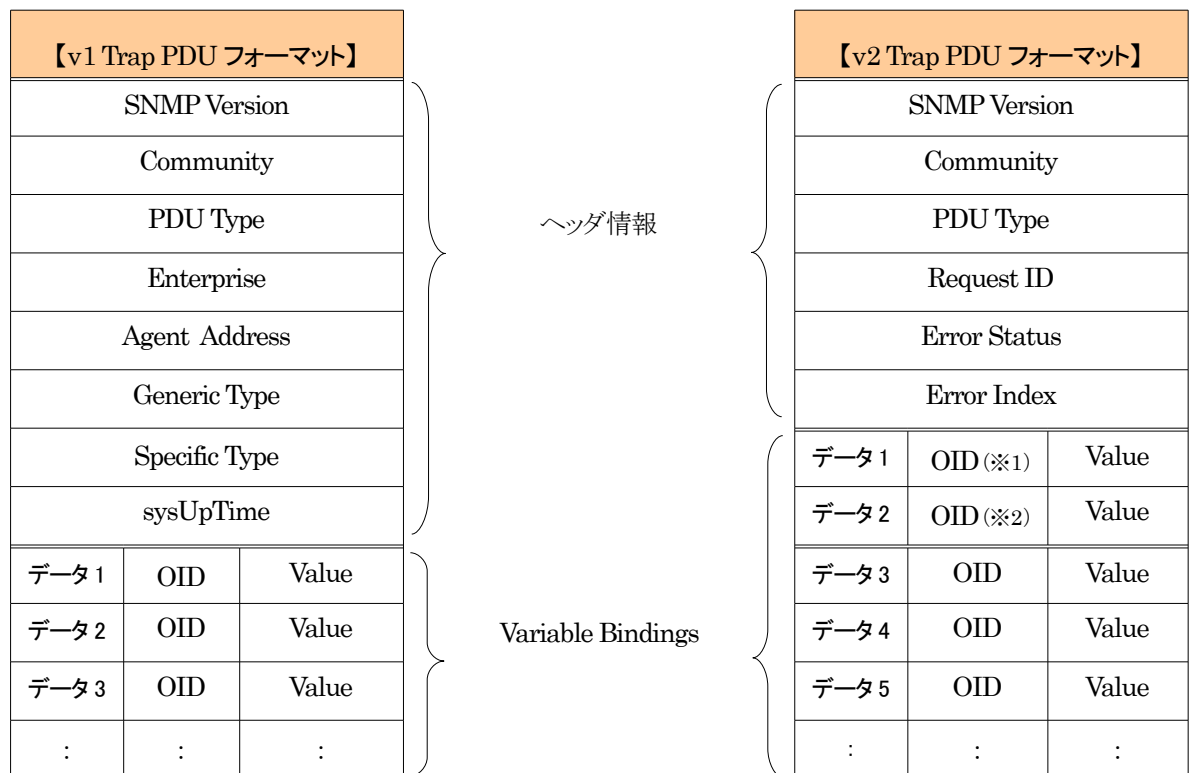 【v1 Trap PDU フォーマット】
SNMP Version
Community
PDU Type
Enterprise
Agent Address
Generic Type
Specific Type
sysUpTime
データ1 OID Value
データ2 OID Value
データ3 OID Value
: : :
ヘッダ情報
Variable Bindings
【v2 Trap PDU フォーマット】
SNMP Version
Community
PDU Type
Request ID
Error Status
Error Index
データ1 OID(※1) Value
データ2 OID(※2) Value
データ3 OID Value
データ4 OID Value
データ5 OID Value
: : :